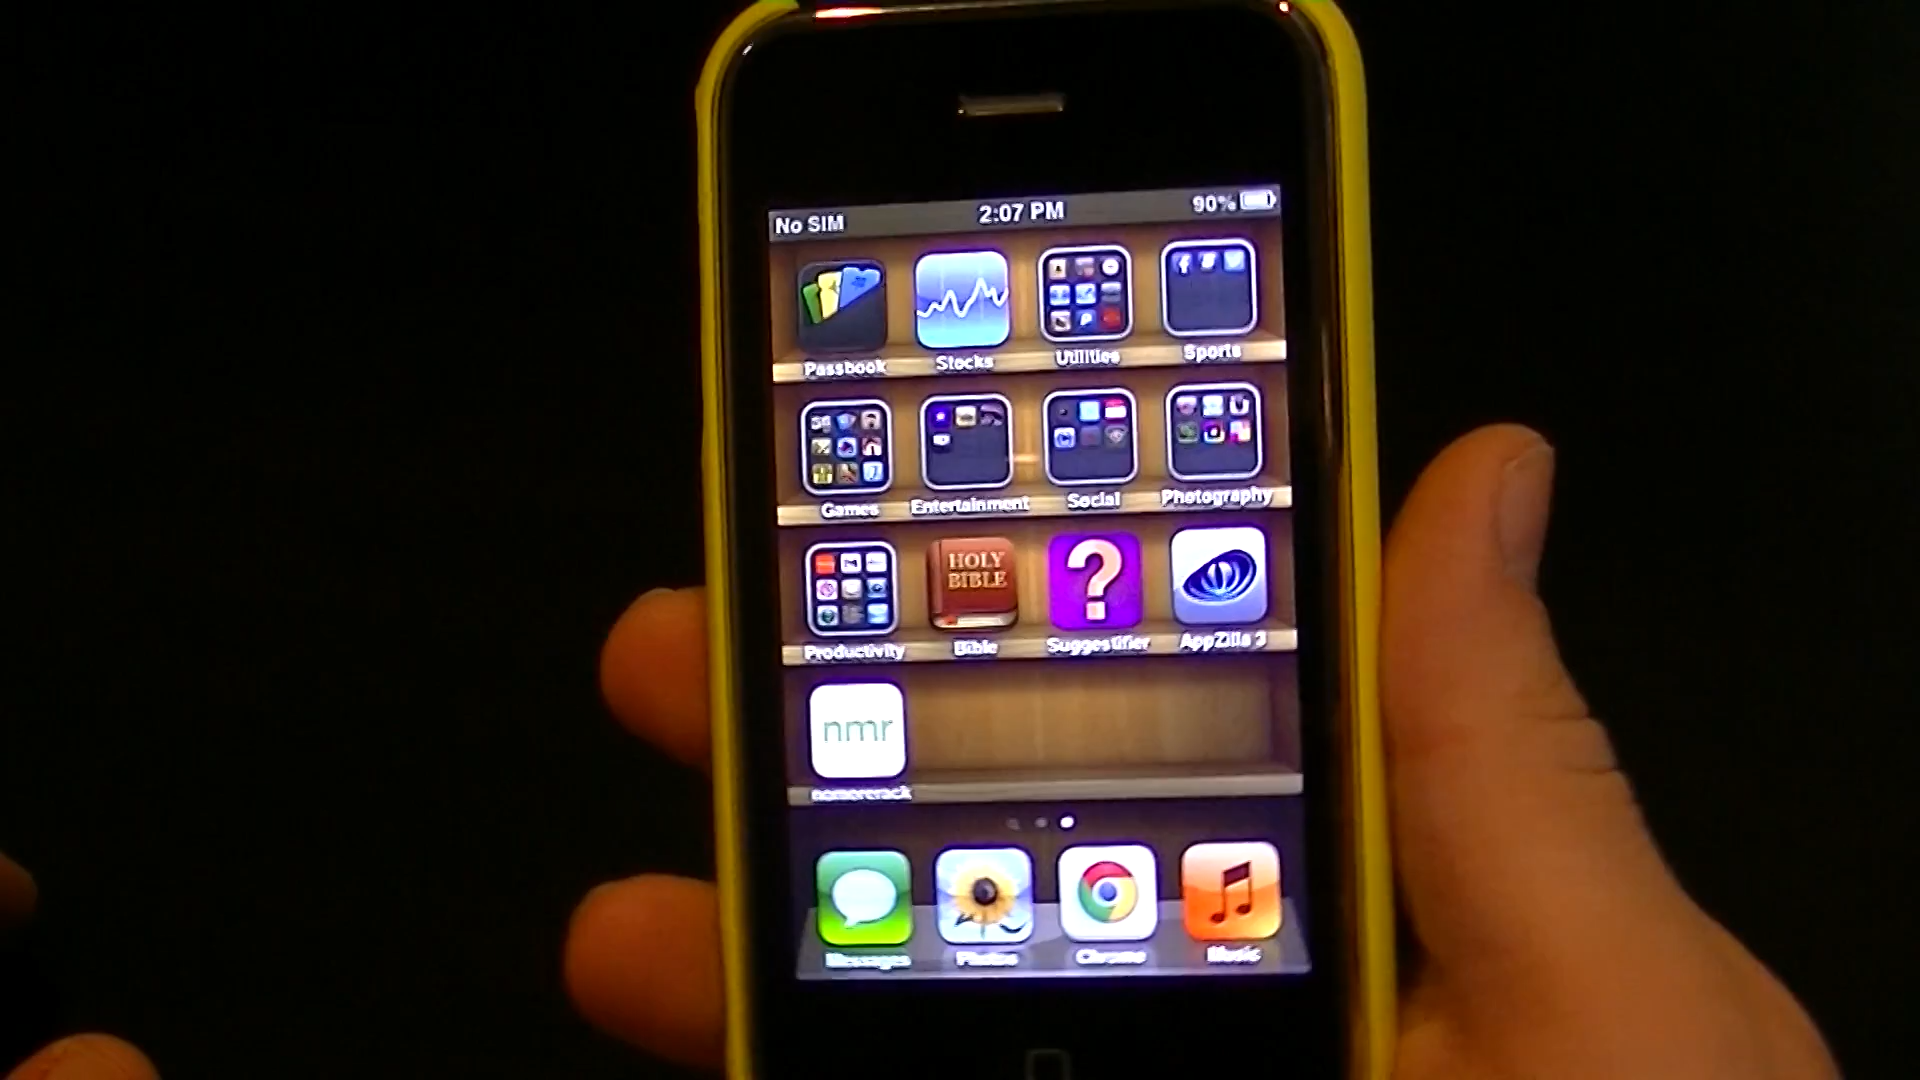 No SIM 2:07 PM 90%
Passbook Stocks Utilities Sports
Games Entertainment Social Photography
HOLY
BIBLE
Productivity Bible Suggestifier AppZilla 3
nmr
nomorerack
Messages Photos Chrome Music